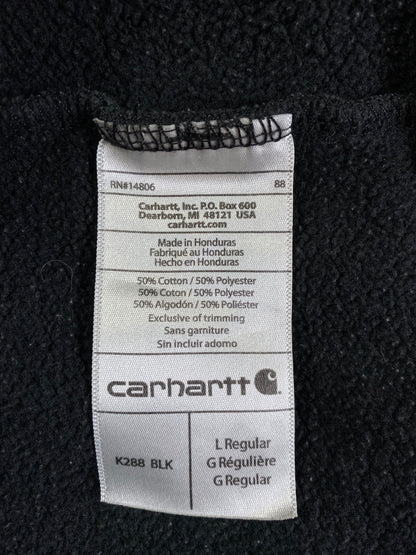 RN#14806 88
Carhartt, Inc. P.O. Box 600
Dearborn, MI 48121 USA
carhartt.com
Made in Honduras
Fabriqué au Honduras
Hecho en Honduras
50% Cotton / 50% Polyester
50% Coton / 50% Polyester
50% Algodón / 50% Poliéster
Exclusive of trimming
Sans garniture
Sin incluir adorno
carhartt
K288 BLK
L Regular
G Régulière
G Regular